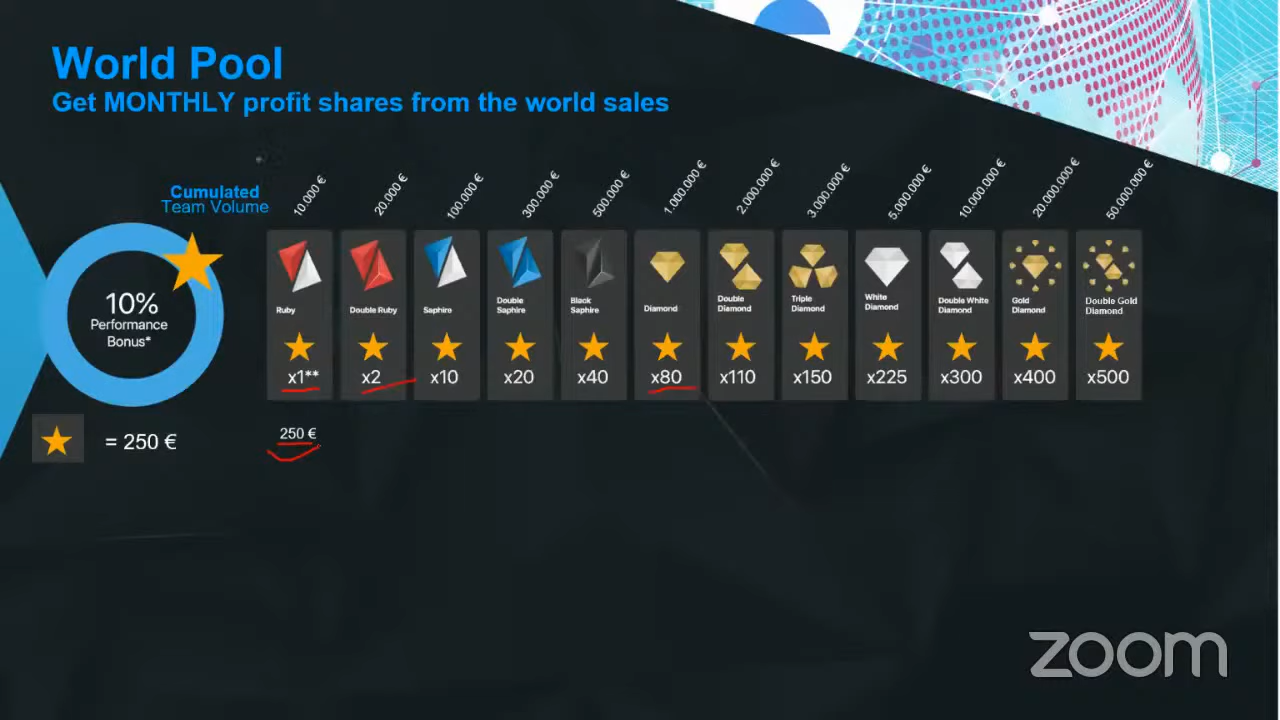 World Pool
Get MONTHLY profit shares from the world sales
Cumulated
Team Volume
10.000 €
20.000 €
100.000 €
300.000 €
500.000 €
1.000.000 €
2.000.000 €
3.000.000 €
5.000.000 €
10.000.000 €
20.000.000 €
50.000.000 €
10%
Performance
Bonus*
Ruby
Double Ruby
Saphire
Double
Saphire
Black
Saphire
Diamond
Double
Diamond
Triple
Diamond
White
Diamond
Double White
Diamond
Gold
Diamond
Double Gold
Diamond
x1**
x2
x10
x20
x40
x80
x110
x150
x225
x300
x400
x500
= 250 €
250 €
zoom